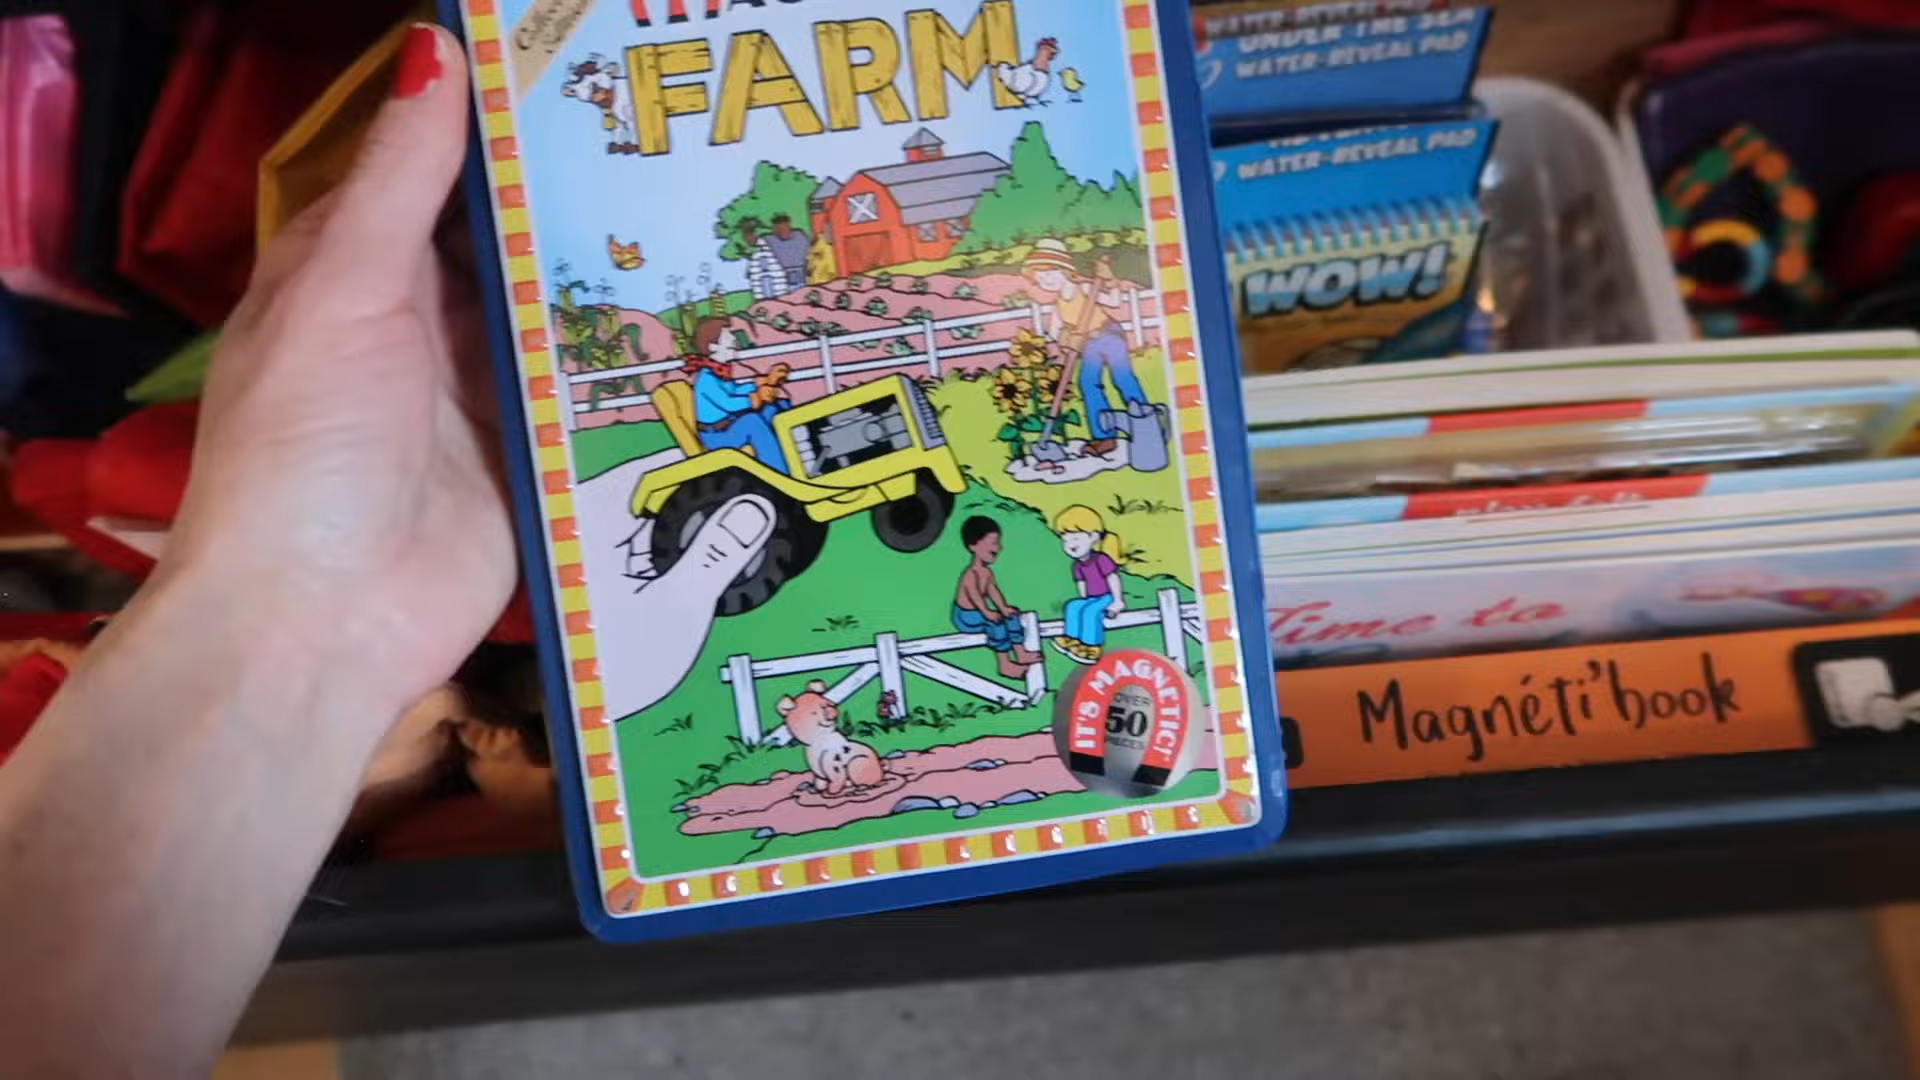 FARM
IT'S MAGNETIC!
OVER
50
PIECES
UNDER THE SEA
WATER-REVEAL PAD
WATER-REVEAL PAD
WOW!
Time to
Magnéti'book